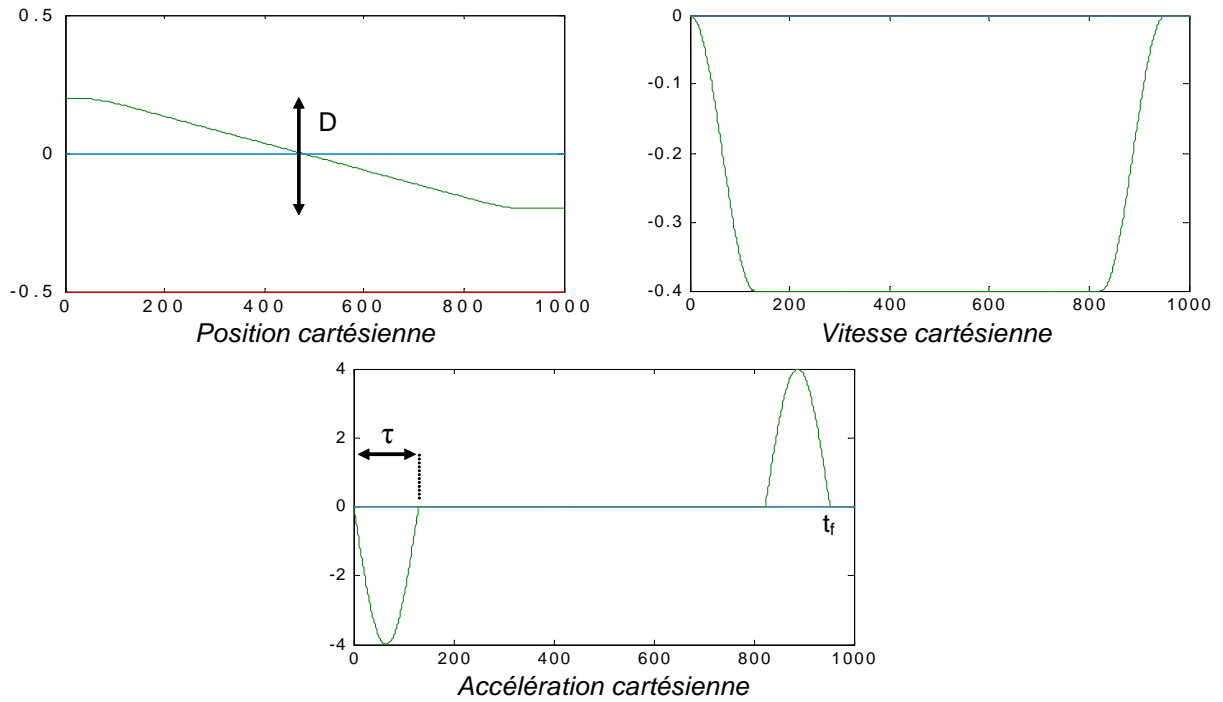 0.5
0
-0.5
D
0 200 400 600 800 1000
Position cartésienne
0
-0.1
-0.2
-0.3
-0.4
0 200 400 600 800 1000
Vitesse cartésienne
4
2
0
-2
-4
τ
t_f
0 200 400 600 800 1000
Accélération cartésienne